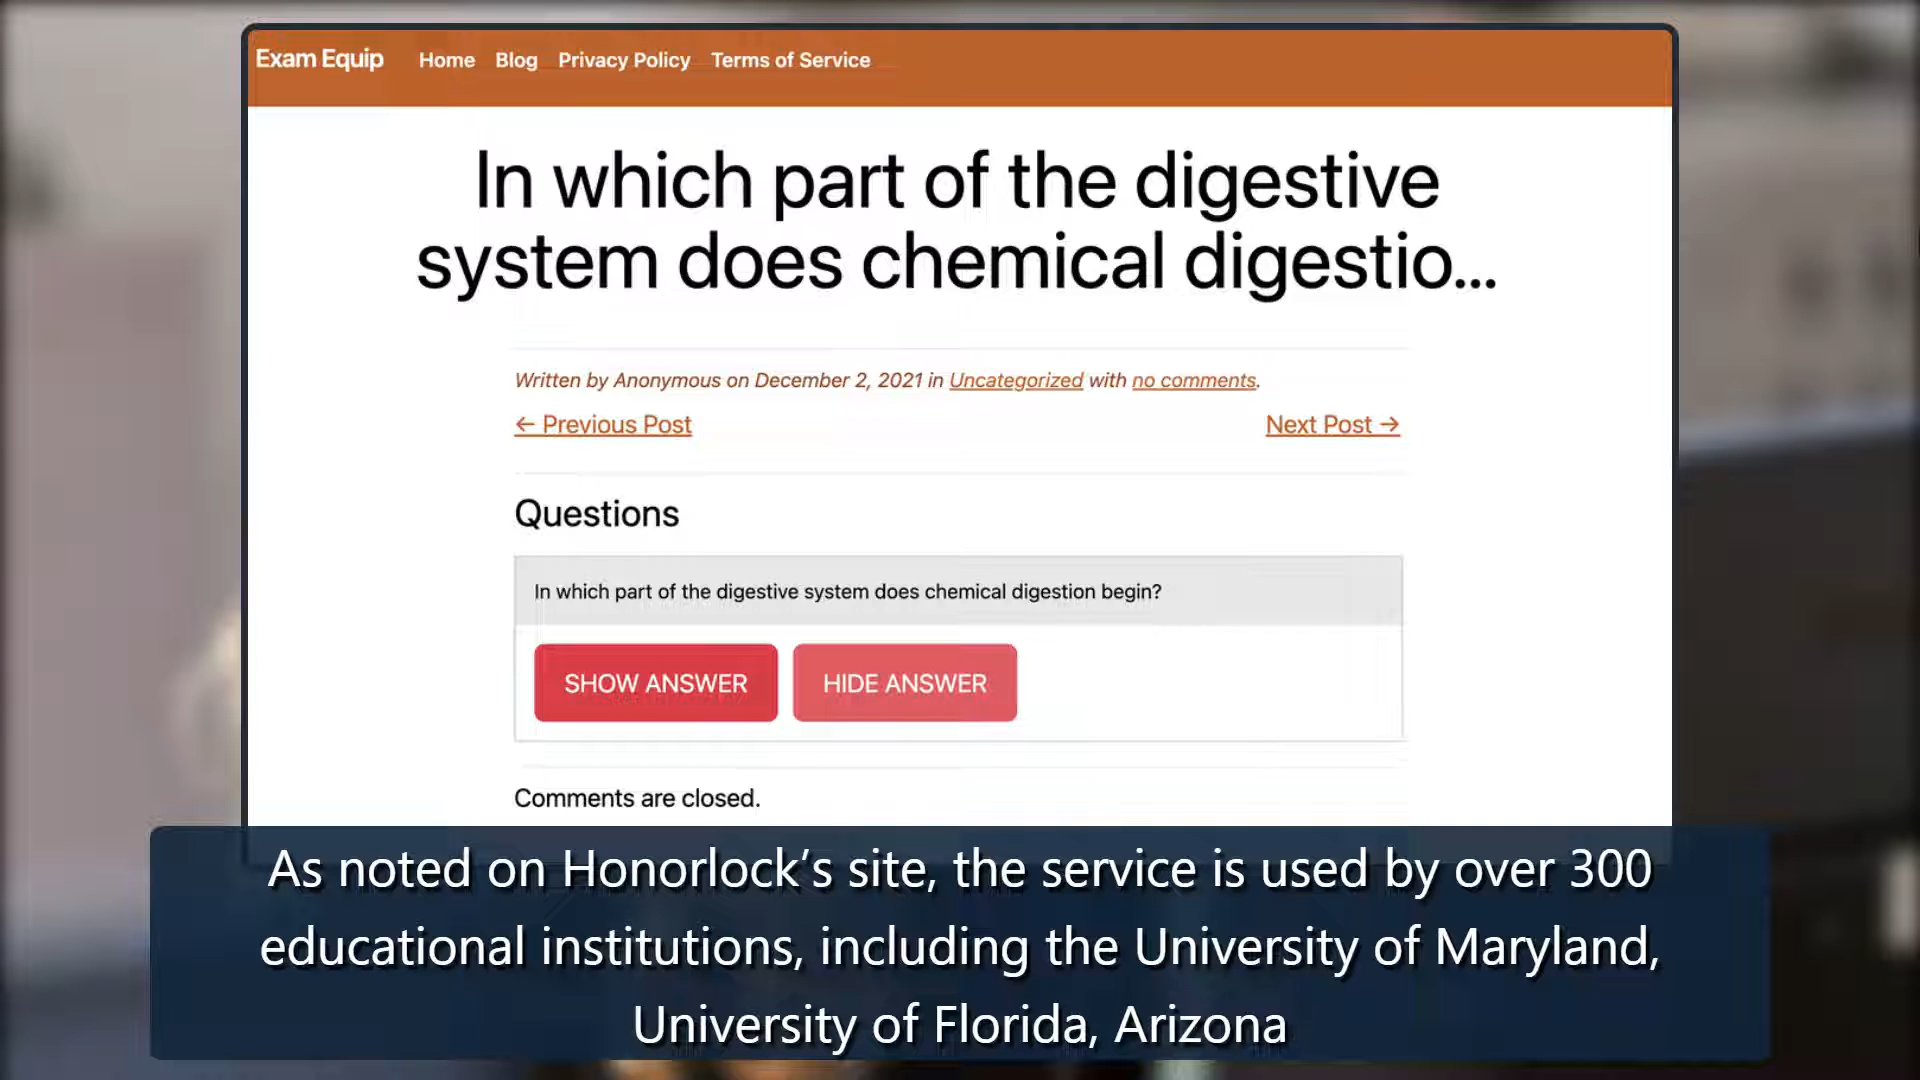 Exam Equip Home Blog Privacy Policy Terms of Service
In which part of the digestive
system does chemical digestio...
Written by Anonymous on December 2, 2021 in Uncategorized with no comments.
← Previous Post Next Post →
Questions
In which part of the digestive system does chemical digestion begin?
SHOW ANSWER HIDE ANSWER
Comments are closed.
As noted on Honorlock’s site, the service is used by over 300
educational institutions, including the University of Maryland,
University of Florida, Arizona